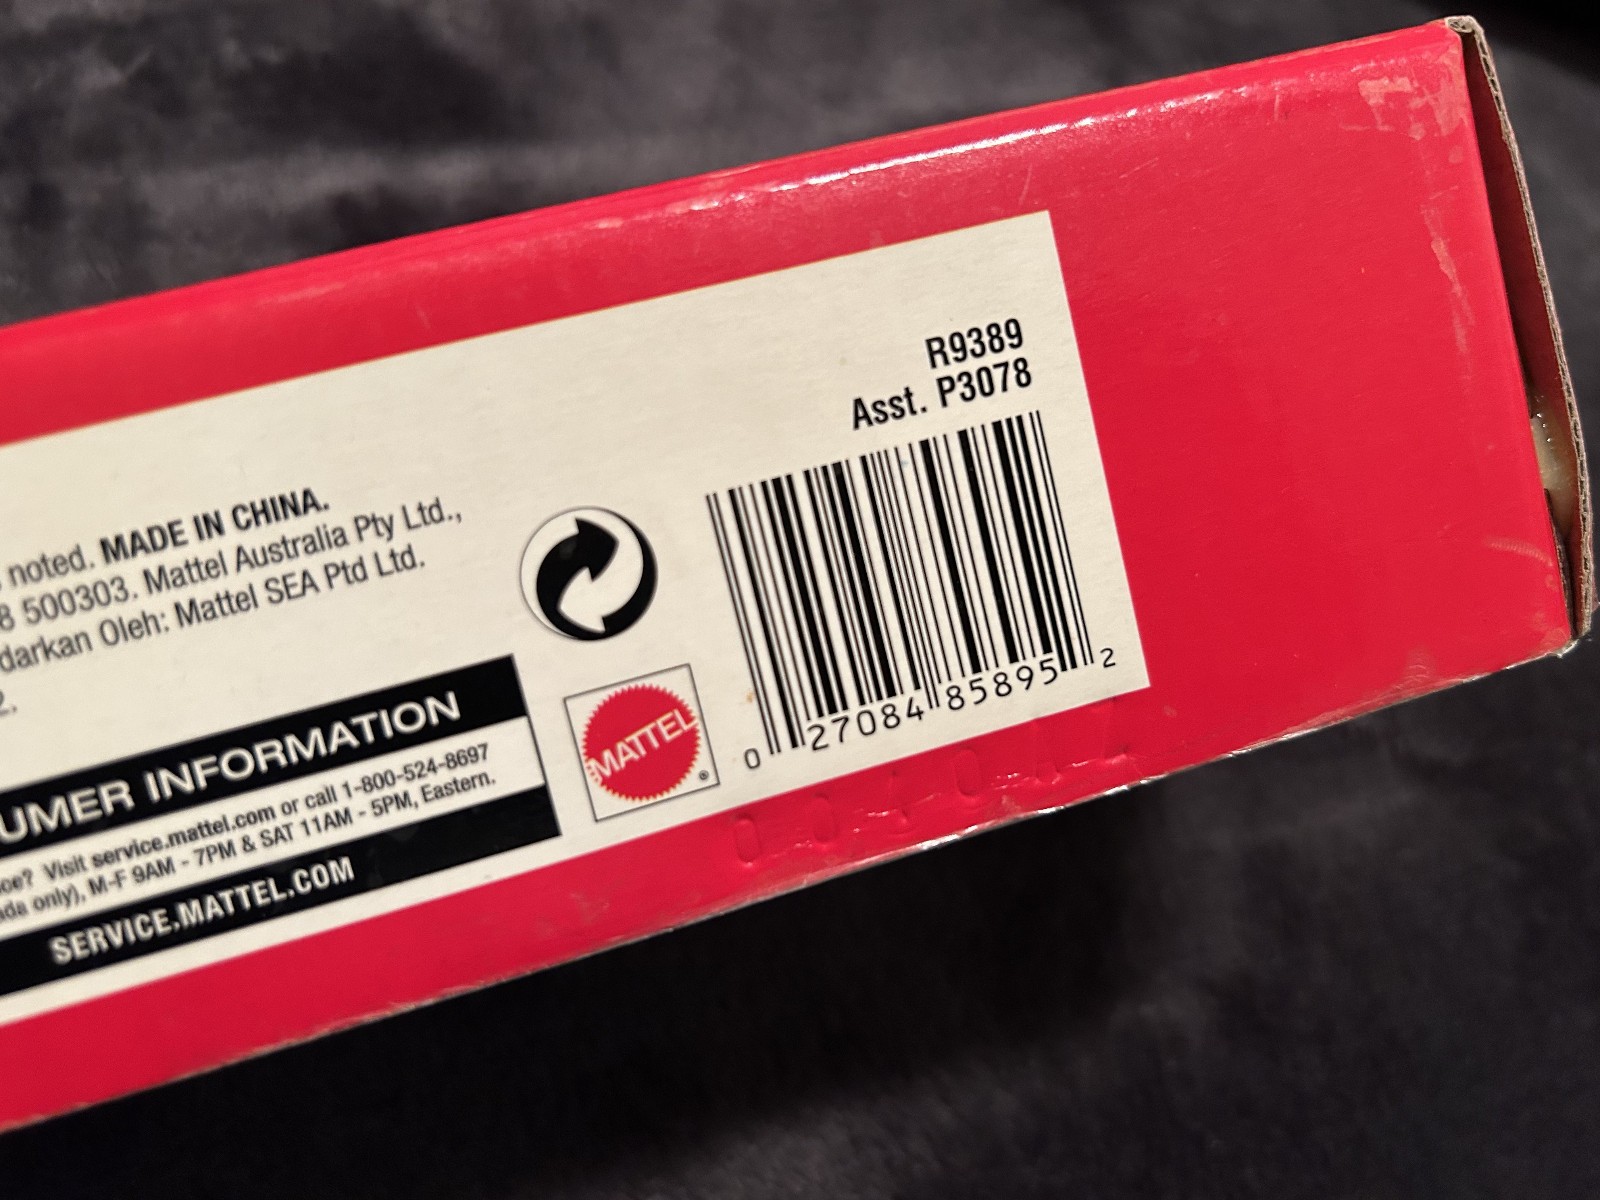 R9389
Asst. P3078
noted. MADE IN CHINA.
8 500303. Mattel Australia Pty Ltd.,
darkan Oleh: Mattel SEA Ptd Ltd.
2.
UMER INFORMATION
ce? Visit service.mattel.com or call 1-800-524-8697
da only), M-F 9AM - 7PM & SAT 11AM - 5PM, Eastern.
SERVICE.MATTEL.COM
MATTEL®
0 27084 85895 2